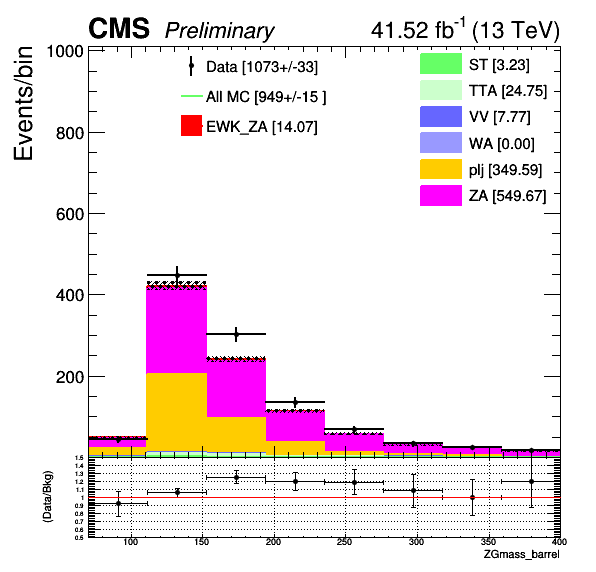 CMS Preliminary 41.52 fb-1 (13 TeV)
Events/bin
1000
800
600
400
200
Data [1073+/-33]
All MC [949+/-15 ]
EWK_ZA [14.07]
ST [3.23]
TTA [24.75]
VV [7.77]
WA [0.00]
plj [349.59]
ZA [549.67]
(Data/Bkg)
1.5
1.4
1.3
1.2
1.1
1
0.9
0.8
0.7
0.6
0.5
100 150 200 250 300 350 400
ZGmass_barrel